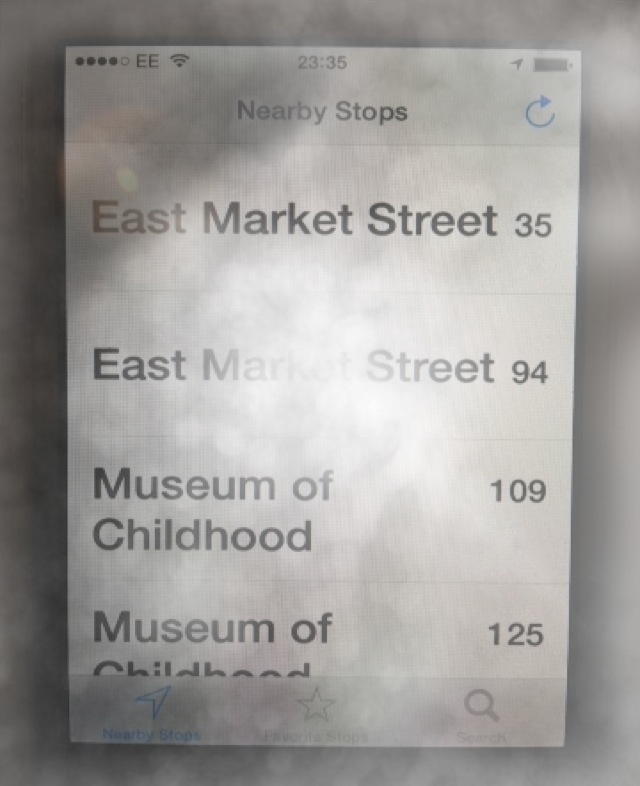 EE 23:35
Nearby Stops
East Market Street 35
East Market Street 94
Museum of 109
Childhood
Museum of 125
Childhood
Nearby Stops Favorite Stops Search